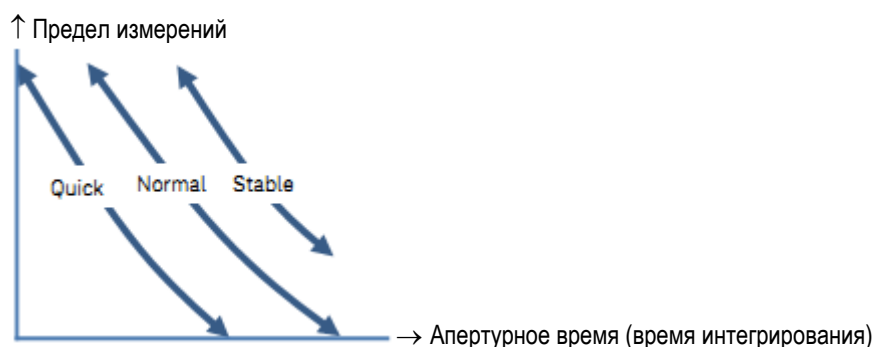 ↑ Предел измерений
Quick Normal Stable
→ Апертурное время (время интегрирования)